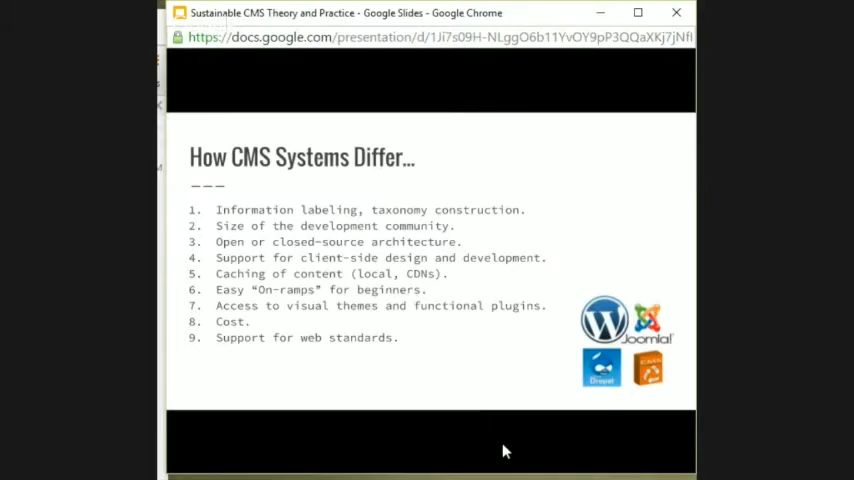 Sustainable CMS Theory and Practice - Google Slides - Google Chrome
https://docs.google.com/presentation/d/1Ji7s09H-NLggO6b11YvOY9pP3QQaXKj7jNfI
How CMS Systems Differ...
———
1. Information labeling, taxonomy construction.
2. Size of the development community.
3. Open or closed-source architecture.
4. Support for client-side design and development.
5. Caching of content (local, CDNs).
6. Easy “On-ramps” for beginners.
7. Access to visual themes and functional plugins.
8. Cost.
9. Support for web standards.
W
Joomla!
Drupal